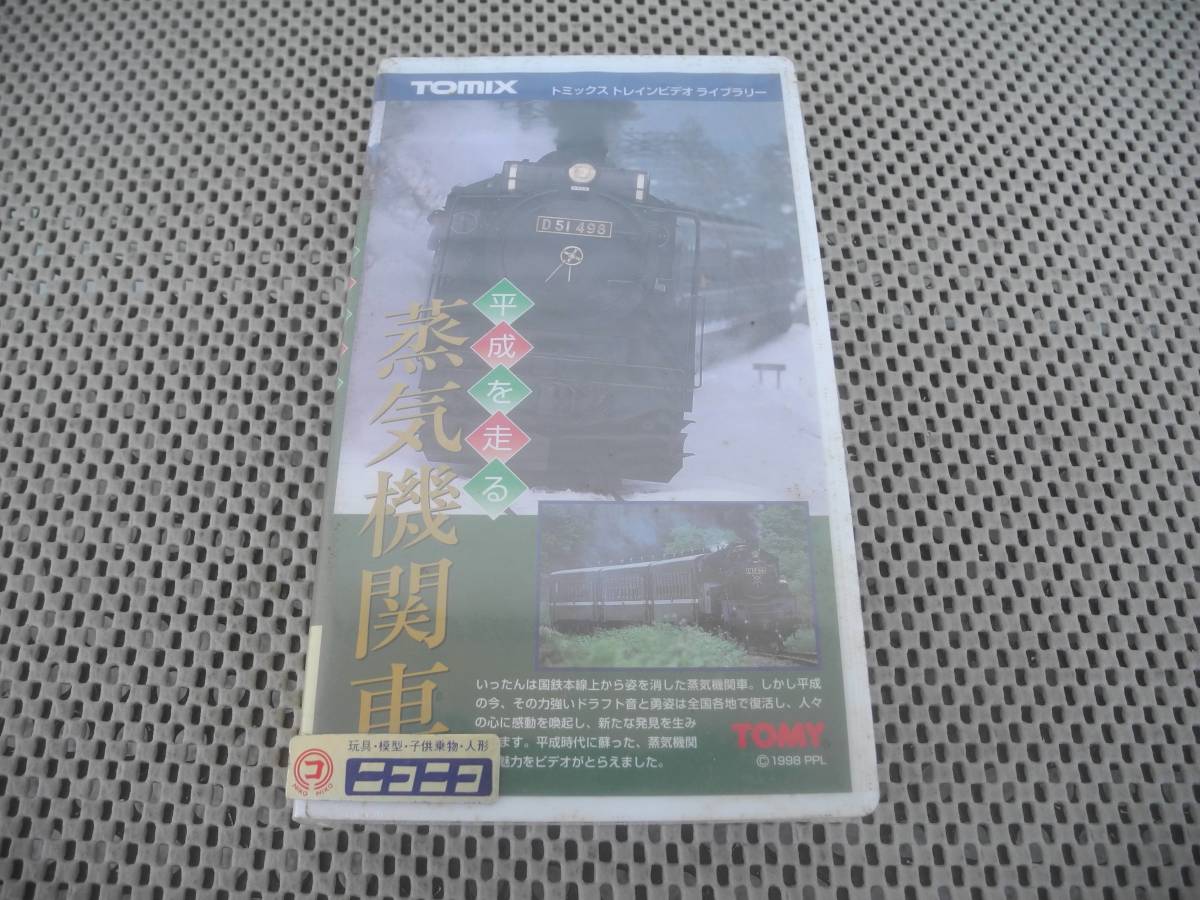 TOMIX
トミックス トレインビデオ ライブラリー
D51 498
平成を走る
蒸気機関車
いったんは国鉄本線上から姿を消した蒸気機関車。しかし平成
の今、その力強いドラフト音と勇姿は全国各地で復活し、人々
の心に感動を喚起し、新たな発見を生み
ます。平成時代に蘇った、蒸気機関
魅力をビデオがとらえました。
TOMY
© 1998 PPL
玩具・模型・子供乗物・人形
ニコニコ
コ
NIKO NIKO